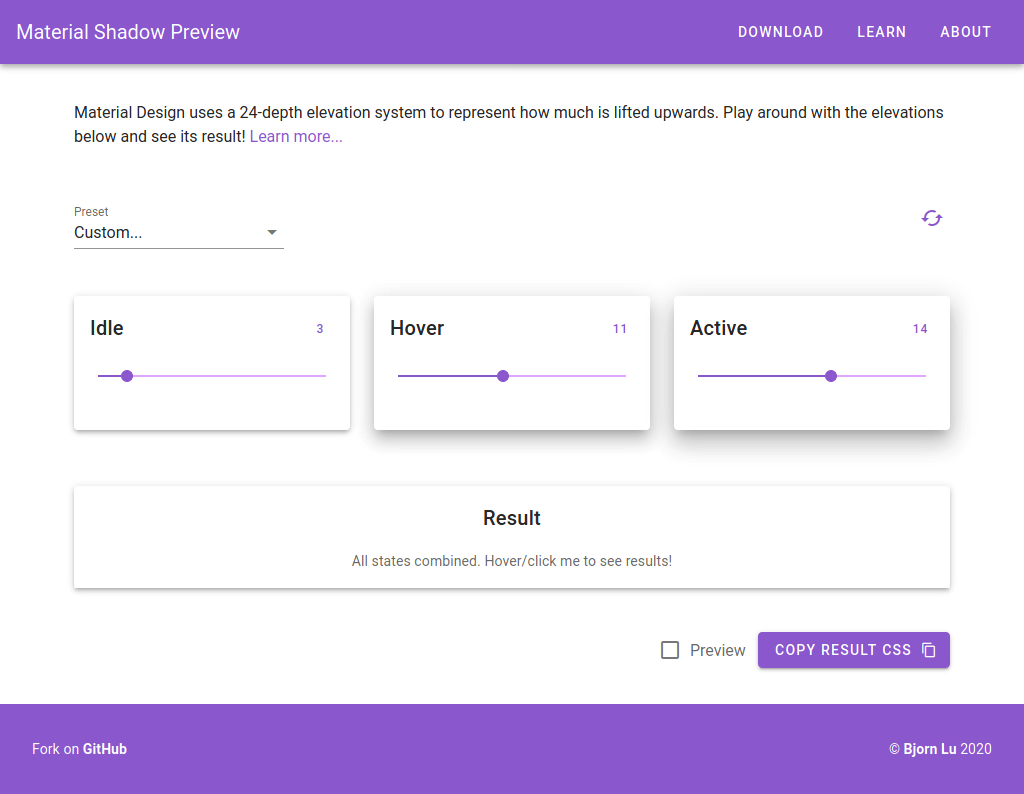 Material Shadow Preview
DOWNLOAD
LEARN
ABOUT
Material Design uses a 24-depth elevation system to represent how much is lifted upwards. Play around with the elevations
below and see its result! Learn more...
Preset
Custom...
Idle
3
Hover
11
Active
14
Result
All states combined. Hover/click me to see results!
Preview
COPY RESULT CSS
Fork on GitHub
© Bjorn Lu 2020